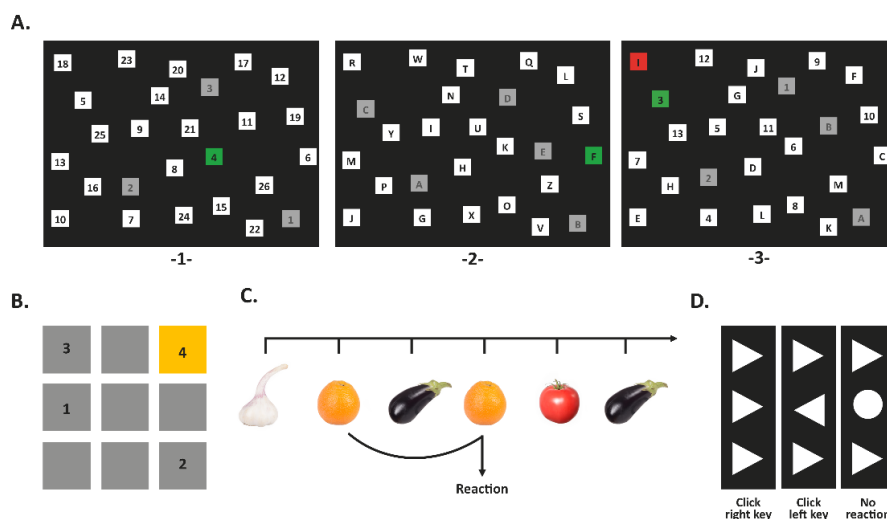 A.
18 23 20 17 12 3 5 14 25 9 21 11 19 13 8 4 6 16 2 26 10 7 24 15 22 1
R W T Q L C N D S Y I U K E F M H P A Z J G X O V B
I 12 J 9 F 3 G 1 10 13 5 11 B 7 6 C H 2 D M E 4 L 8 K A
-1- -2- -3-
B.
3 4
1
2
C.
Reaction
D.
Click right key
Click left key
No reaction